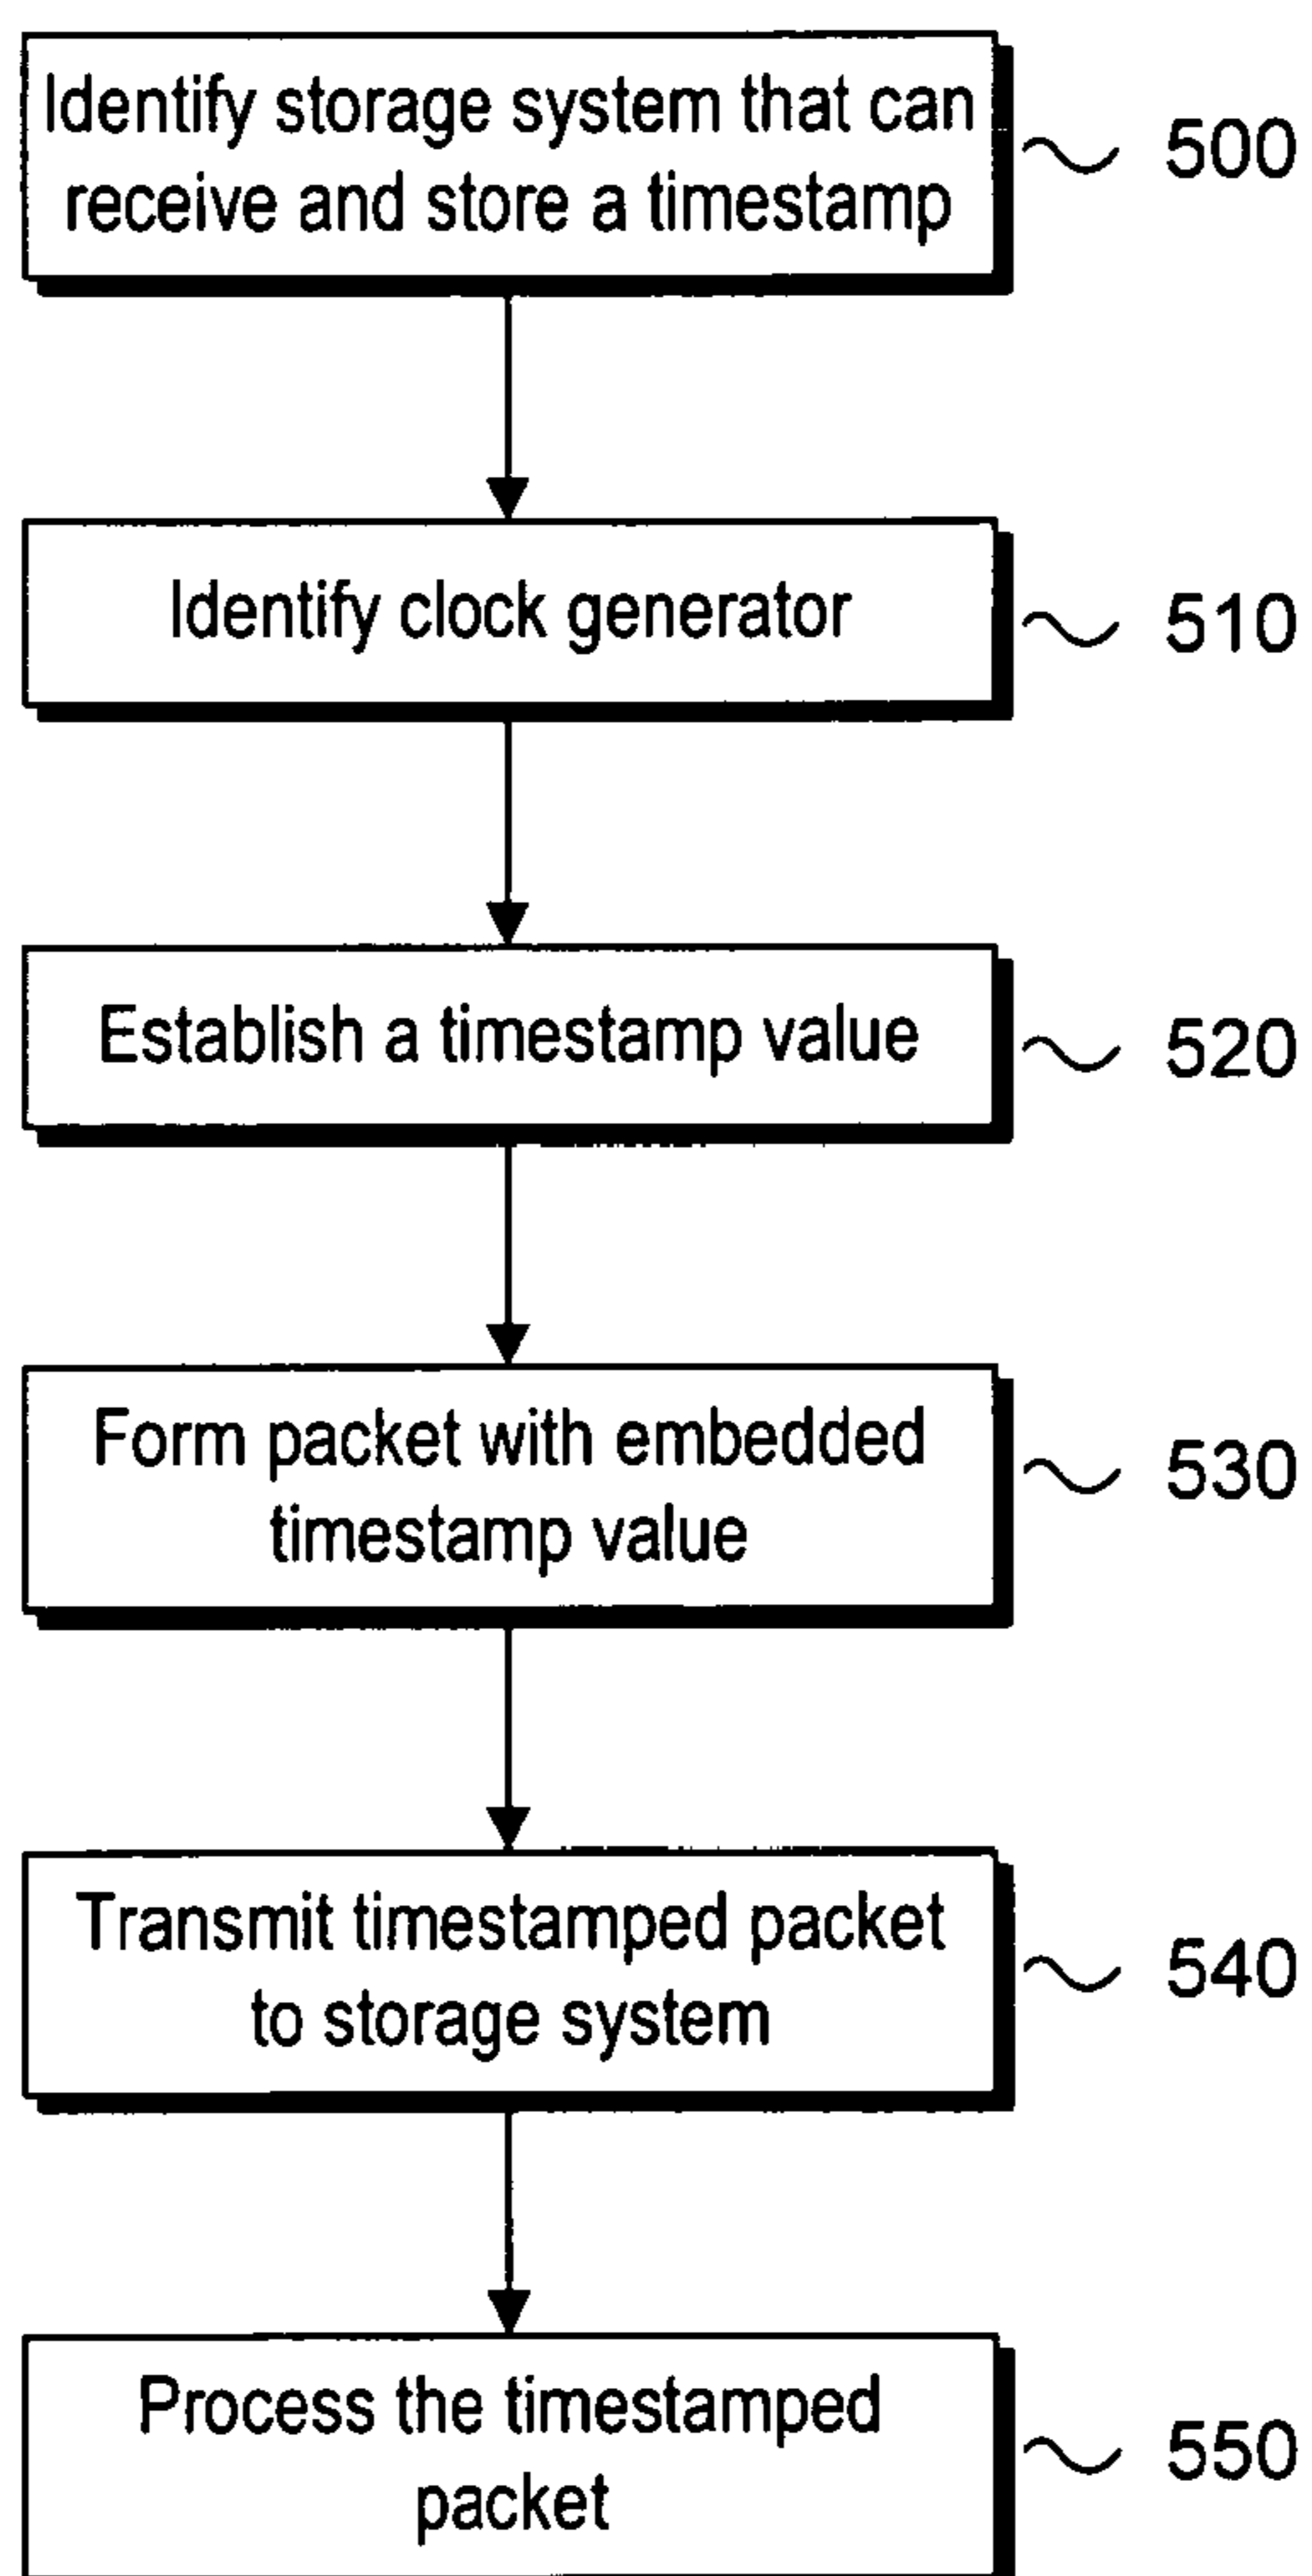 Identify storage system that can
receive and store a timestamp
500
Identify clock generator
510
Establish a timestamp value
520
Form packet with embedded
timestamp value
530
Transmit timestamped packet
to storage system
540
Process the timestamped
packet
550